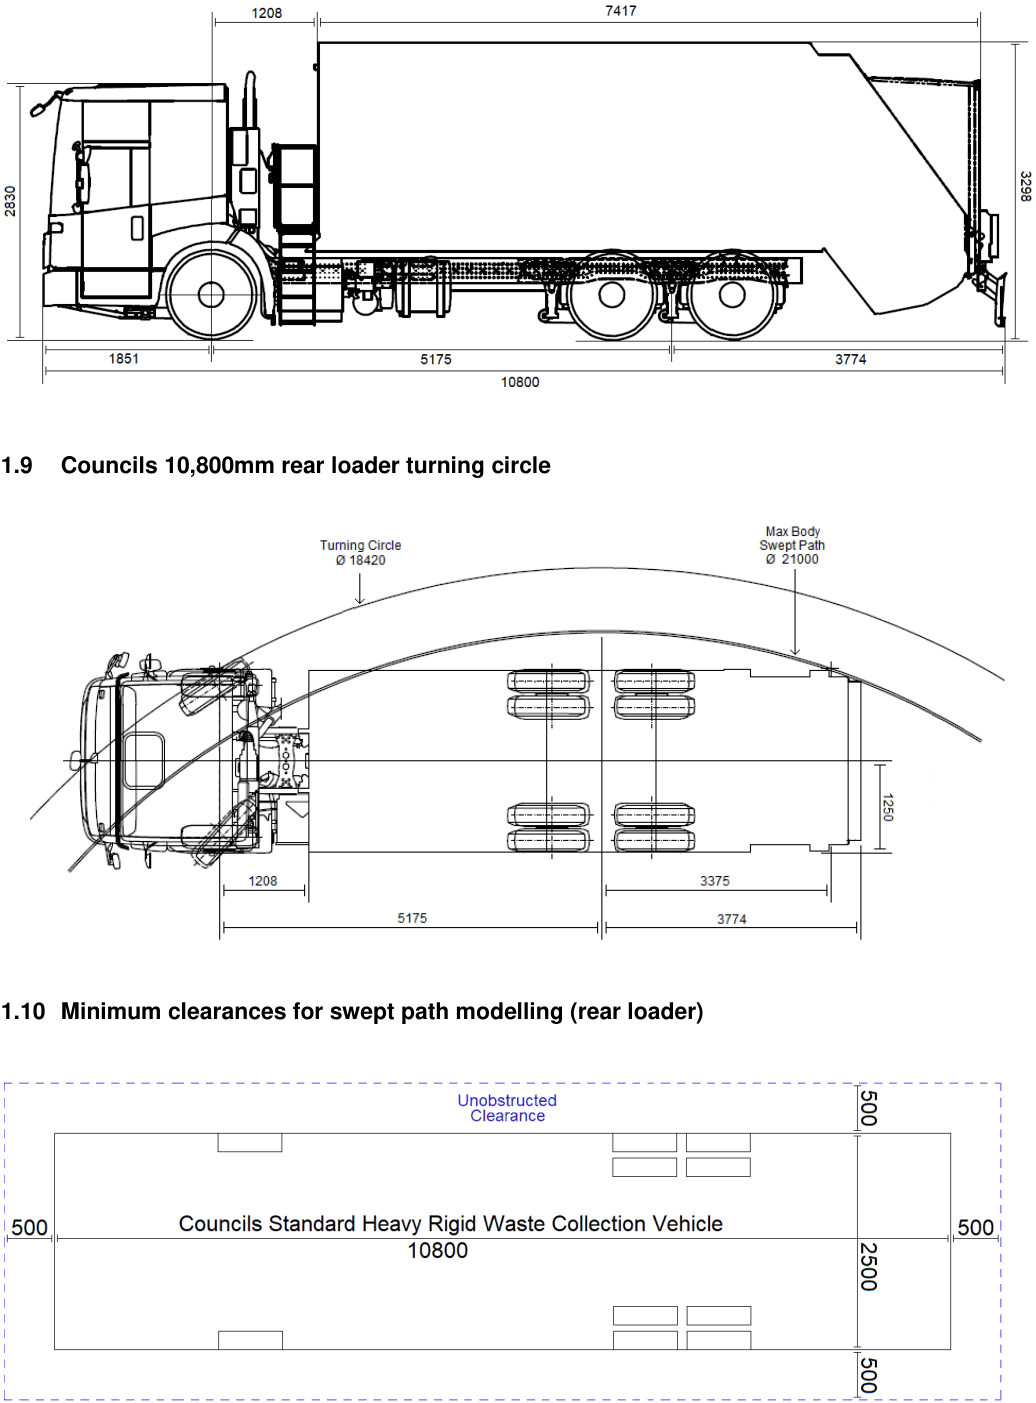 1208
7417
2830
3298
1851
5175
3774
10800
1.9 Councils 10,800mm rear loader turning circle
Turning Circle
Ø 18420
Max Body
Swept Path
Ø 21000
1250
1208
3375
5175
3774
1.10 Minimum clearances for swept path modelling (rear loader)
Unobstructed
Clearance
500
Councils Standard Heavy Rigid Waste Collection Vehicle
500
500
10800
2500
500